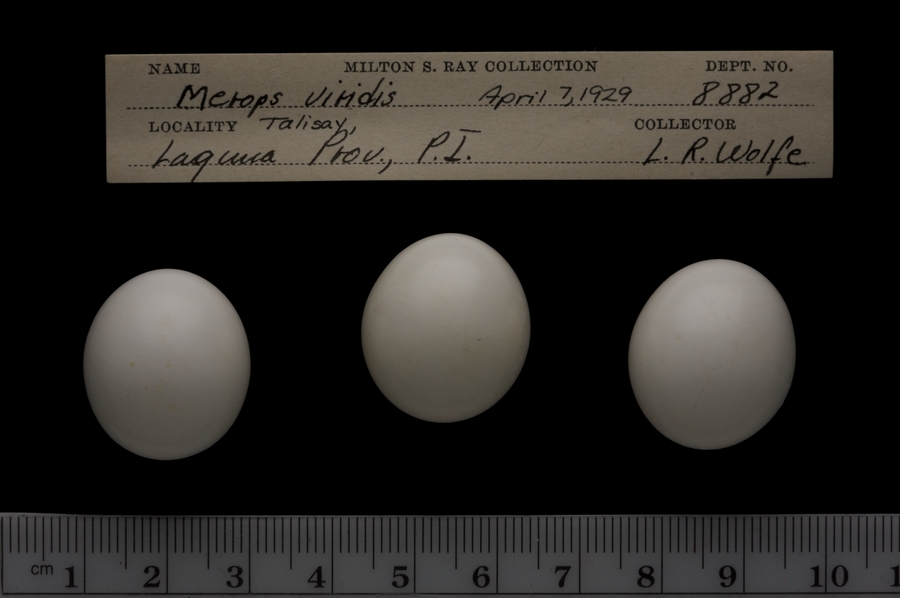 NAME MILTON S. RAY COLLECTION DEPT. NO.
Merops viridis April 7, 1929 8882
LOCALITY Talisay, COLLECTOR
Laguna Prov., P.I. L. R. Wolfe
cm 1 2 3 4 5 6 7 8 9 10 1